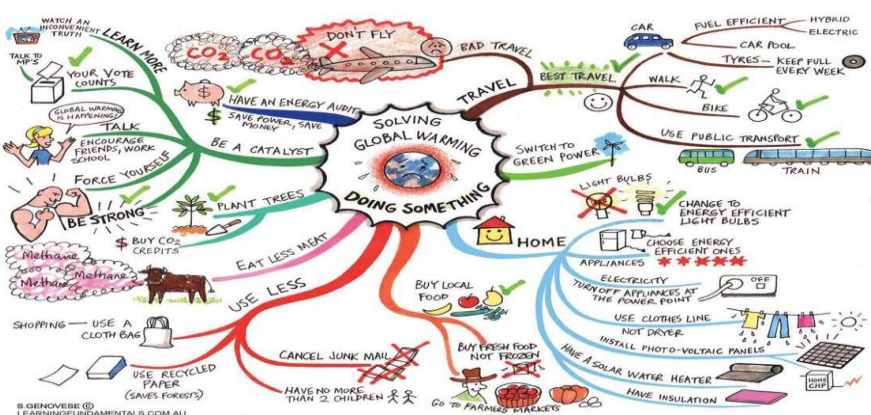 SOLVING
GLOBAL WARMING
DOING SOMETHING
TRAVEL
BAD TRAVEL
DON'T FLY
CO2
CO2
BEST TRAVEL
CAR
FUEL EFFICIENT
HYBRID
ELECTRIC
CAR POOL
TYRES — KEEP FULL
EVERY WEEK
WALK
BIKE
USE PUBLIC TRANSPORT
BUS
TRAIN
SWITCH TO
GREEN POWER
HOME
LIGHT BULBS
CHANGE TO
ENERGY EFFICIENT
LIGHT BULBS
APPLIANCES
CHOOSE ENERGY
EFFICIENT ONES
ELECTRICITY
TURN OFF APPLIANCES AT
THE POWER POINT
OFF
USE CLOTHES LINE
NOT DRYER
INSTALL PHOTO-VOLTAIC PANELS
HAVE A SOLAR WATER HEATER
HOME
CHP
HAVE INSULATION
BUY LOCAL
FOOD
BUY FRESH FOOD
NOT FROZEN
GO TO FARMERS MARKETS
USE LESS
CANCEL JUNK MAIL
HAVE NO MORE
THAN 2 CHILDREN
SHOPPING — USE A
CLOTH BAG
USE RECYCLED
PAPER
(SAVES FORESTS)
EAT LESS MEAT
Methane
Methane
Methane
PLANT TREES
$ BUY CO2
CREDITS
BE A CATALYST
LEARN MORE
WATCH AN
INCONVENIENT
TRUTH
TALK TO
MP'S
YOUR VOTE
COUNTS
GLOBAL WARMING
IS HAPPENING!
TALK
ENCOURAGE
FRIENDS, WORK
SCHOOL
FORCE YOURSELF
BE STRONG
HAVE AN ENERGY AUDIT
$ SAVE POWER, SAVE
MONEY
S.GENOVESE ©
LEARNINGFUNDAMENTALS.COM.AU